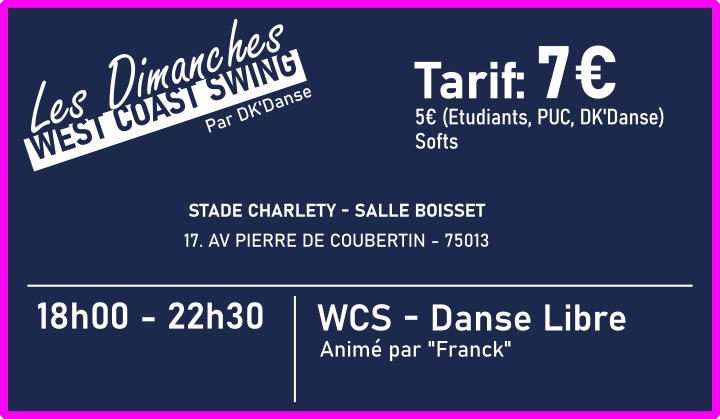 Les Dimanches
WEST COAST SWING
Par DK'Danse
Tarif: 7€
5€ (Etudiants, PUC, DK'Danse)
Softs
STADE CHARLETY - SALLE BOISSET
17. AV PIERRE DE COUBERTIN - 75013
18h00 - 22h30
WCS - Danse Libre
Animé par "Franck"